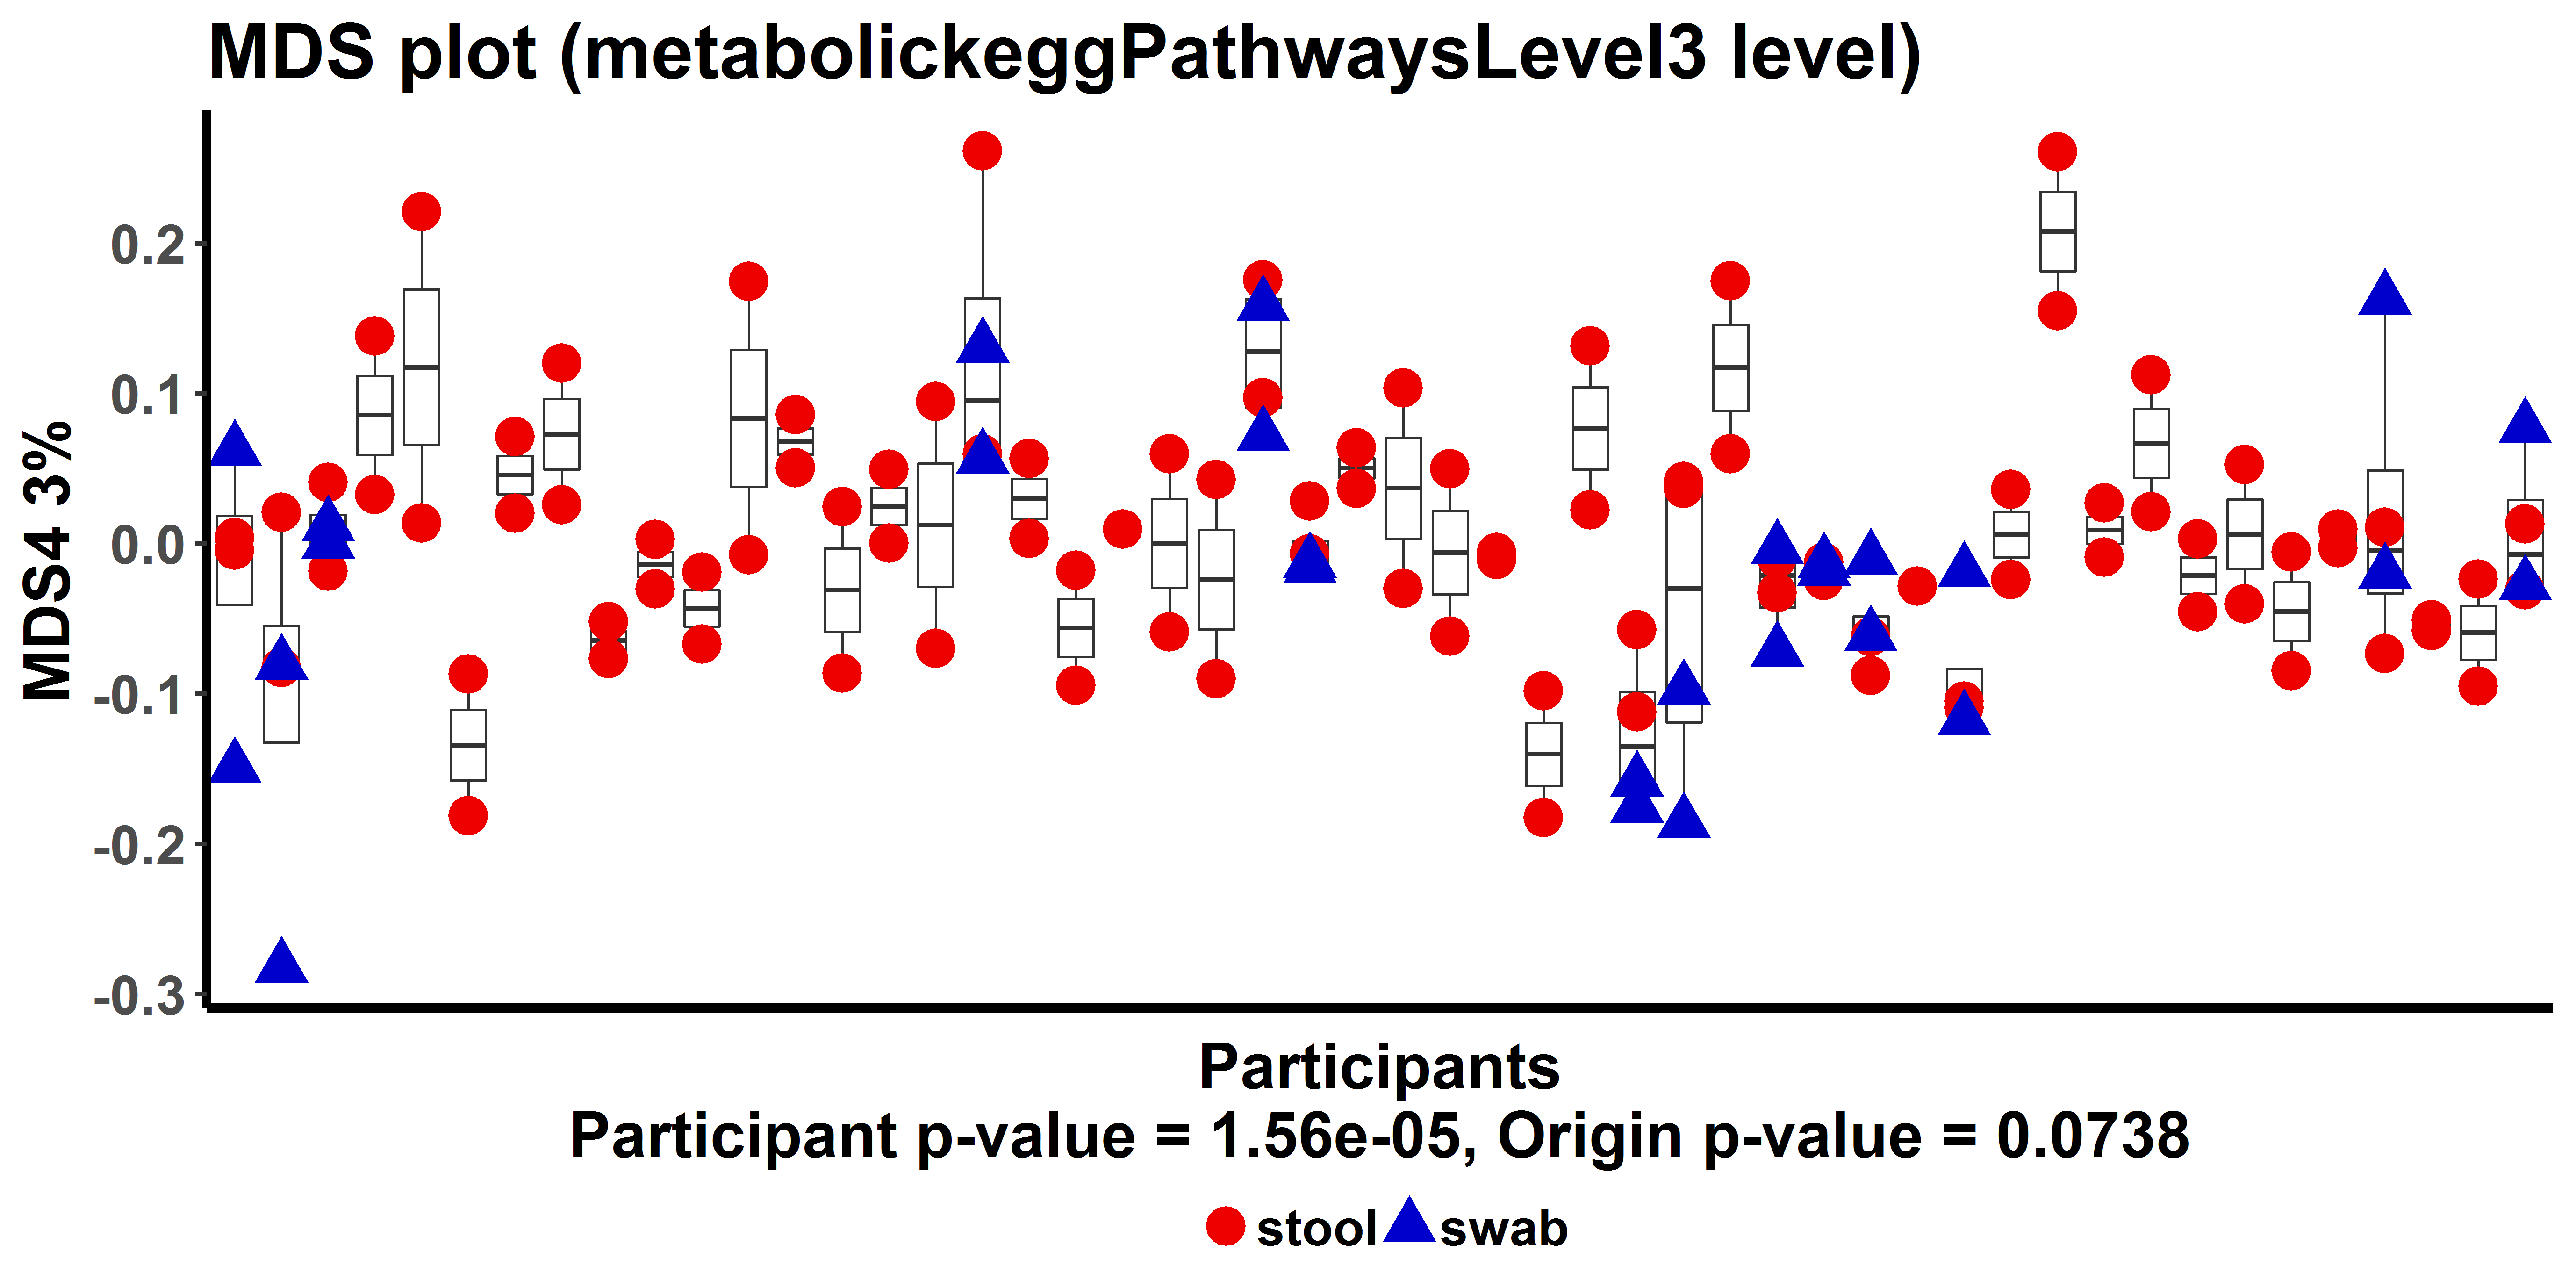 MDS plot (metabolickeggPathwaysLevel3 level)
MDS4 3%
0.2
0.1
0.0
-0.1
-0.2
-0.3
Participants
Participant p-value = 1.56e-05, Origin p-value = 0.0738
stool swab